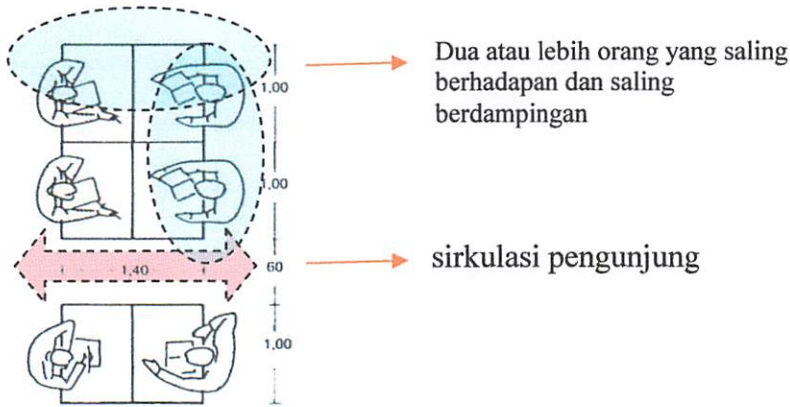 Dua atau lebih orang yang saling
berhadapan dan saling
berdampingan
1,00
1,00
sirkulasi pengunjung
1,40
60
1,00